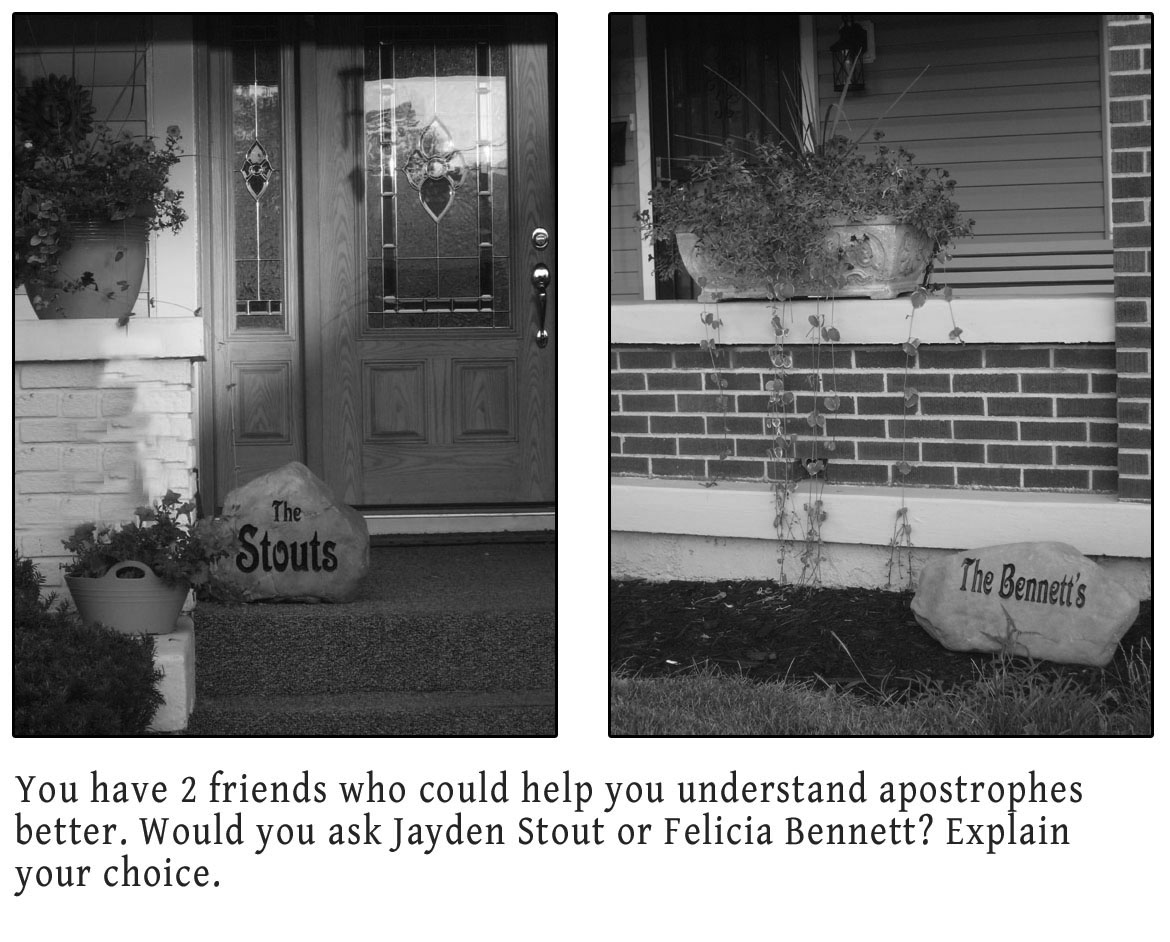 The
Stouts
The Bennett's
You have 2 friends who could help you understand apostrophes
better. Would you ask Jayden Stout or Felicia Bennett? Explain
your choice.